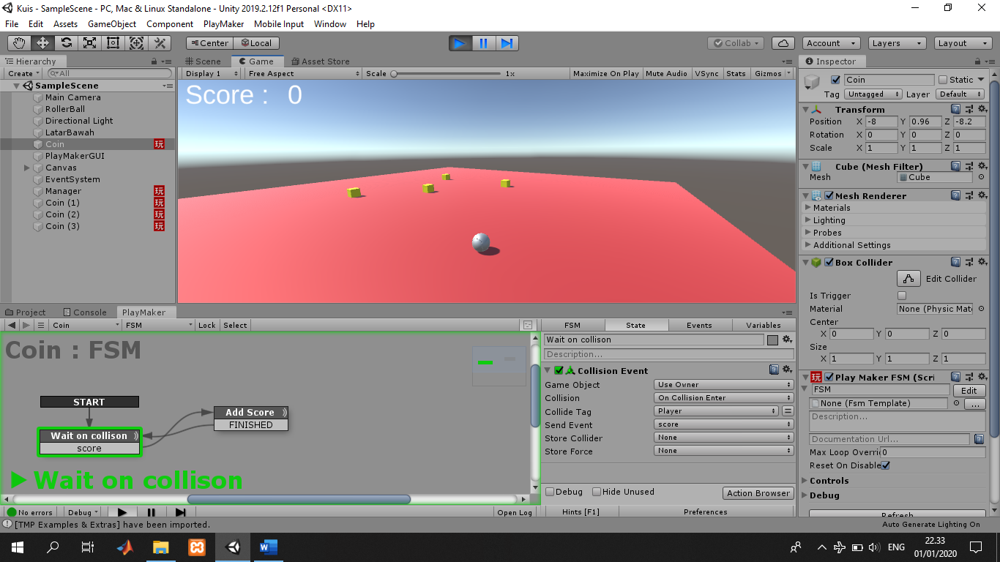 Kuis - SampleScene - PC, Mac & Linux Standalone - Unity 2019.2.12f1 Personal <DX11>
File Edit Assets GameObject Component PlayMaker Mobile Input Window Help
Center Local
Collab Account Layers Layout
Hierarchy
Create All
SampleScene
Main Camera
RollerBall
Directional Light
LatarBawah
Coin 玩
PlayMakerGUI
Canvas
EventSystem
Manager 玩
Coin (1) 玩
Coin (2) 玩
Coin (3) 玩
Scene Game Asset Store
Display 1 Free Aspect Scale 1x Maximize On Play Mute Audio VSync Stats Gizmos
Score : 0
Project Console PlayMaker
Coin FSM Lock Select
Coin : FSM
START
Wait on collison
score
Add Score
FINISHED
Wait on collison
No errors Debug Open Log
FSM State Events Variables
Wait on collison
Description...
Collision Event
Game Object Use Owner
Collision On Collision Enter
Collide Tag Player
Send Event score
Store Collider None
Store Force None
Debug Hide Unused Action Browser
Hints [F1] Preferences
Inspector
Coin Static
Tag Untagged Layer Default
Transform
Position X -8 Y 0.96 Z -8.2
Rotation X 0 Y 0 Z 0
Scale X 1 Y 1 Z 1
Cube (Mesh Filter)
Mesh Cube
Mesh Renderer
Materials
Lighting
Probes
Additional Settings
Box Collider
Edit Collider
Is Trigger
Material None (Physic Mate
Center
X 0 Y 0 Z 0
Size
X 1 Y 1 Z 1
玩 Play Maker FSM (Scri
FSM Edit
None (Fsm Template) ...
Description...
Documentation Url...
Max Loop Overri 0
Reset On Disable
Controls
Debug
Refresh
[TMP Examples & Extras] have been imported.
Auto Generate Lighting On
ENG
22.33
01/01/2020